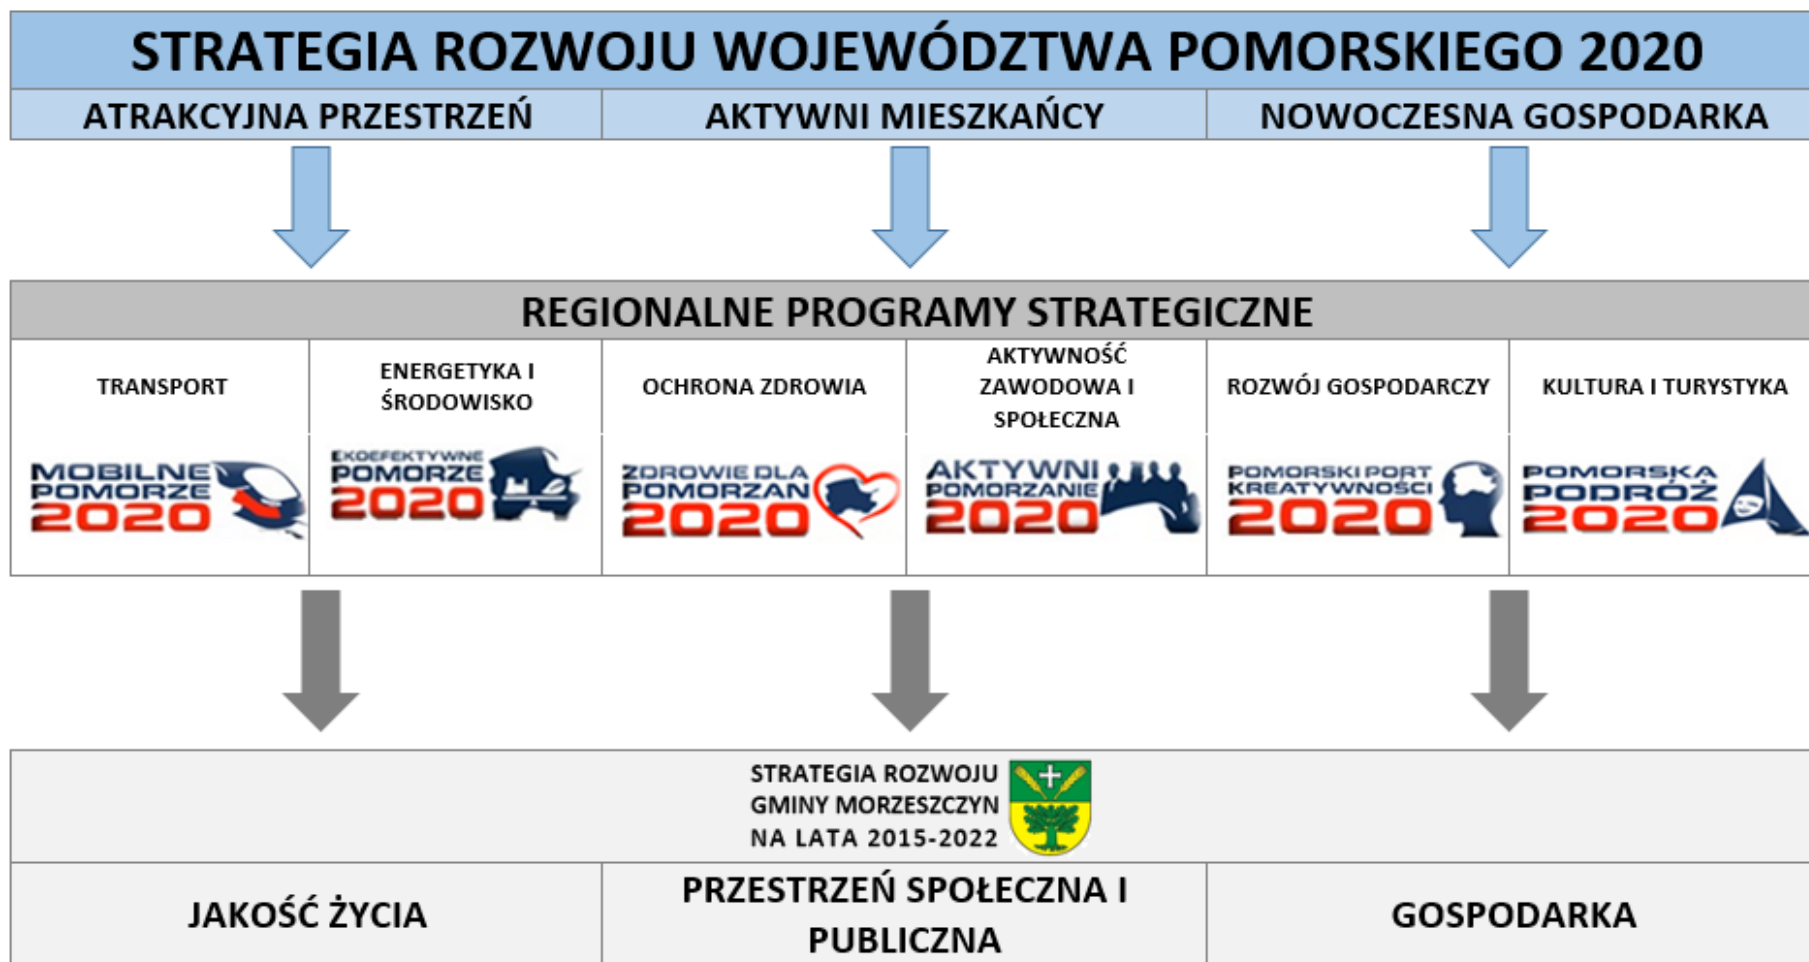 STRATEGIA ROZWOJU WOJEWÓDZTWA POMORSKIEGO 2020
ATRAKCYJNA PRZESTRZEŃ
AKTYWNI MIESZKAŃCY
NOWOCZESNA GOSPODARKA
REGIONALNE PROGRAMY STRATEGICZNE
TRANSPORT
ENERGETYKA I
ŚRODOWISKO
OCHRONA ZDROWIA
AKTYWNOŚĆ
ZAWODOWA I
SPOŁECZNA
ROZWÓJ GOSPODARCZY
KULTURA I TURYSTYKA
MOBILNE
POMORZE
2020
EKOEFEKTYWNE
POMORZE
2020
ZDROWIE DLA
POMORZAN
2020
AKTYWNI
POMORZANIE
2020
POMORSKI PORT
KREATYWNOŚCI
2020
POMORSKA
PODRÓŻ
2020
STRATEGIA ROZWOJU
GMINY MORZESZCZYN
NA LATA 2015-2022
JAKOŚĆ ŻYCIA
PRZESTRZEŃ SPOŁECZNA I
PUBLICZNA
GOSPODARKA